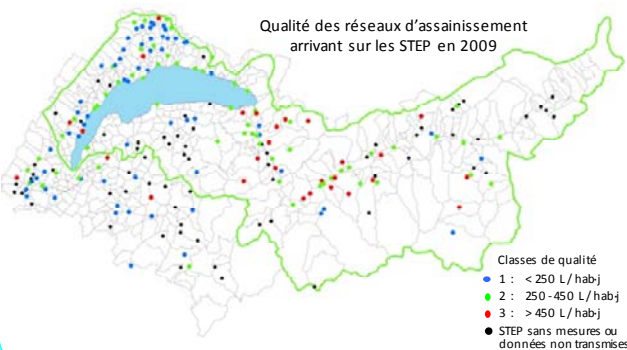 Qualité des réseaux d'assainissement
arrivant sur les STEP en 2009
Classes de qualité
1 : < 250 L / hab·j
2 : 250 - 450 L / hab·j
3 : > 450 L / hab·j
STEP sans mesures ou
données non transmises